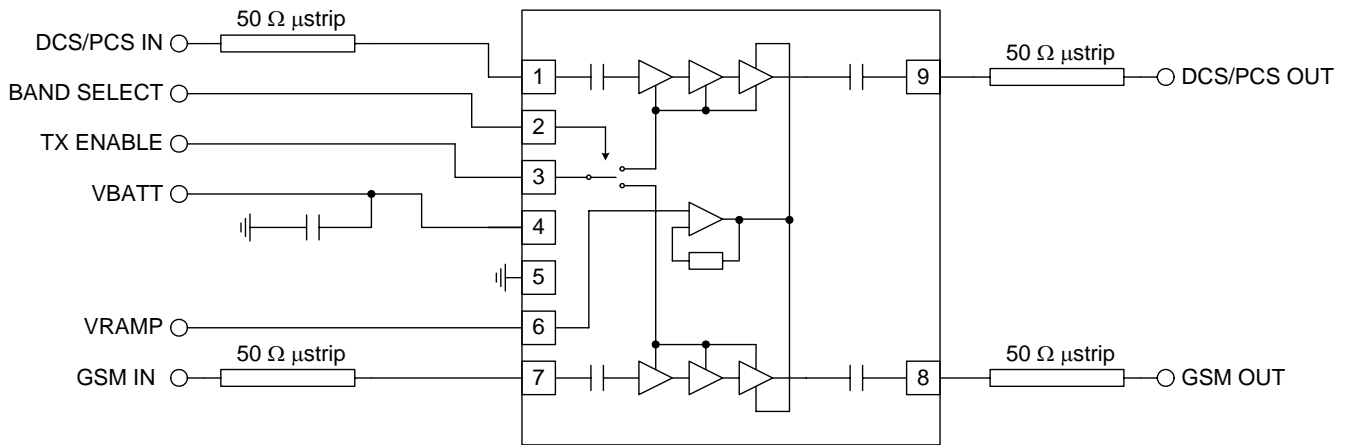 50 Ω μstrip
DCS/PCS IN
BAND SELECT
TX ENABLE
VBATT
VRAMP
50 Ω μstrip
GSM IN
1
2
3
4
5
6
7
9
8
50 Ω μstrip
DCS/PCS OUT
50 Ω μstrip
GSM OUT